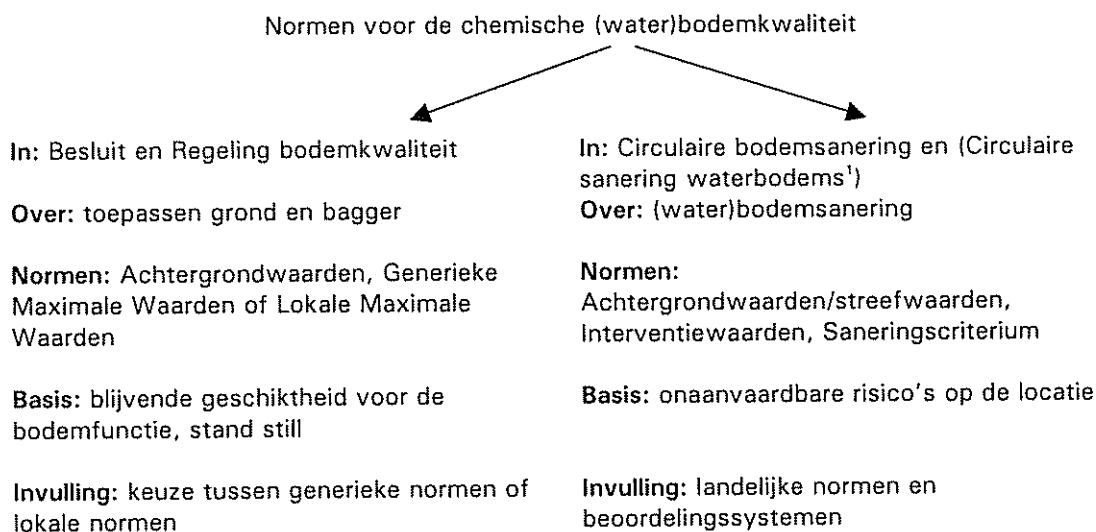 Normen voor de chemische (water)bodemkwaliteit
In: Besluit en Regeling bodemkwaliteit
Over: toepassen grond en bagger
Normen: Achtergrondwaarden, Generieke
Maximale Waarden of Lokale Maximale
Waarden
Basis: blijvende geschiktheid voor de
bodemfunctie, stand still
Invulling: keuze tussen generieke normen of
lokale normen
In: Circulaire bodemsanering en (Circulaire
sanering waterbodems¹)
Over: (water)bodemsanering
Normen:
Achtergrondwaarden/streefwaarden,
Interventiewaarden, Saneringscriterium
Basis: onaanvaardbare risico's op de locatie
Invulling: landelijke normen en
beoordelingssystemen